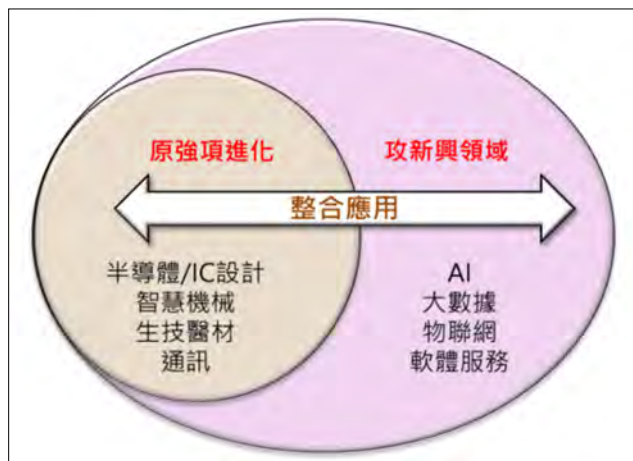 原強項進化
攻新興領域
整合應用
半導體/IC設計
智慧機械
生技醫材
通訊
AI
大數據
物聯網
軟體服務